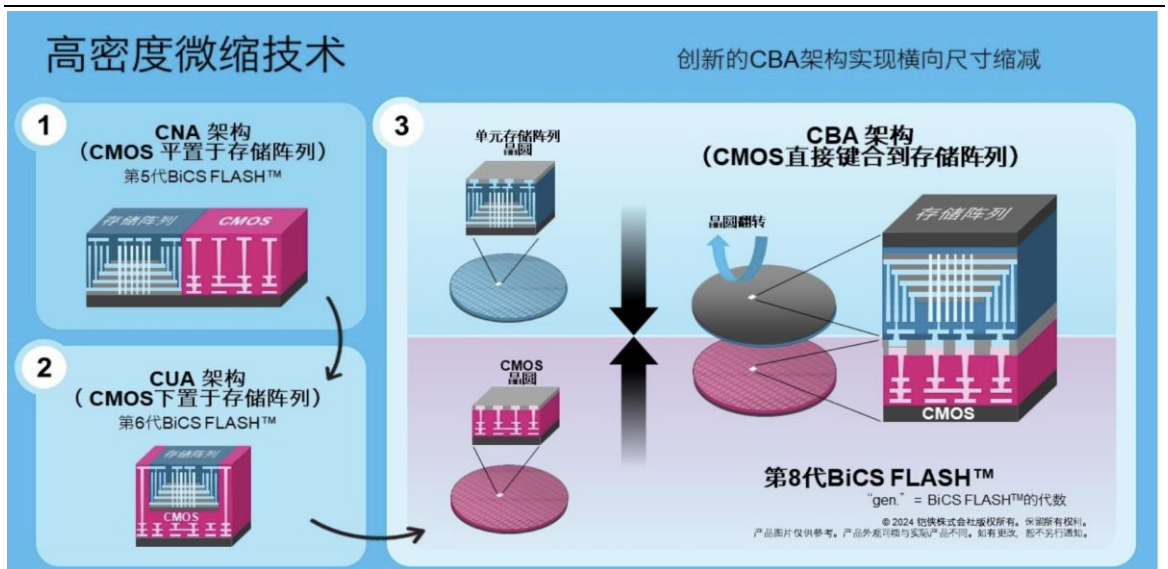 高密度微缩技术
创新的CBA架构实现横向尺寸缩减
1
CNA 架构
（CMOS 平置于存储阵列）
第5代BiCS FLASH™
存储阵列
CMOS
2
CUA 架构
（ CMOS下置于存储阵列）
第6代BiCS FLASH™
存储阵列
CMOS
3
单元存储阵列
晶圆
CMOS
晶圆
CBA 架构
（CMOS直接键合到存储阵列）
晶圆翻转
存储阵列
CMOS
第8代BiCS FLASH™
“gen.” = BiCS FLASH™的代数
© 2024 铠侠株式会社版权所有。保留所有权利。
产品图片仅供参考。产品外观可能与实际产品不同。如有更改，恕不另行通知。